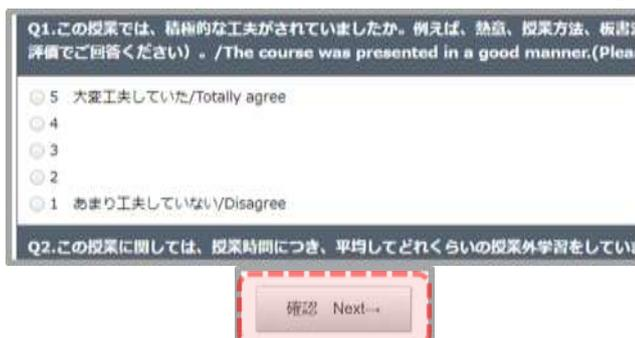 Q1.この授業では、積極的な工夫がされていましたか。例えば、熱意、授業方法、板書
評価でご回答ください）。/The course was presented in a good manner.(Plea
5 大変工夫していた/Totally agree
4
3
2
1 あまり工夫していない/Disagree
Q2.この授業に関しては、授業時間につき、平均してどれくらいの授業外学習をしていま
確認 Next→